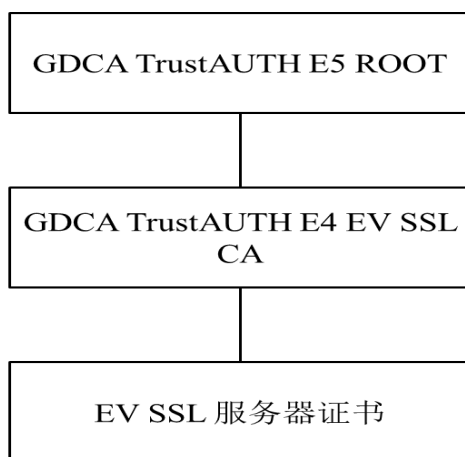 GDCA TrustAUTH E5 ROOT
GDCA TrustAUTH E4 EV SSL
CA
EV SSL 服务器证书